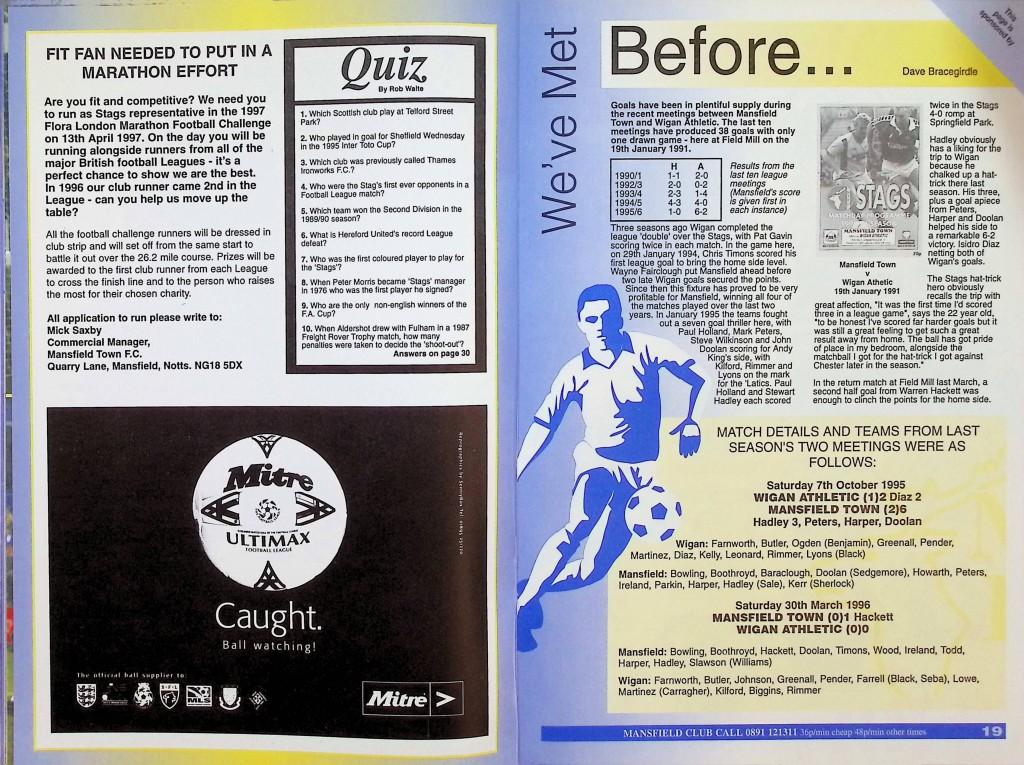 FIT FAN NEEDED TO PUT IN A
MARATHON EFFORT
Are you fit and competitive? We need you
to run as Stags representative in the 1997
Flora London Marathon Football Challenge
on 13th April 1997. On the day you will be
running alongside runners from all of the
major British football Leagues - it's a
perfect chance to show we are the best.
In 1996 our club runner came 2nd in the
League - can you help us move up the
table?
All the football challenge runners will be dressed in
club strip and will set off from the same start to
battle it out over the 26.2 mile course. Prizes will be
awarded to the first club runner from each League
to cross the finish line and to the person who raises
the most for their chosen charity.
All application to run please write to:
Mick Saxby
Commercial Manager,
Mansfield Town F.C.
Quarry Lane, Mansfield, Notts. NG18 5DX
Quiz
By Rob Waite
1. Which Scottish club play at Telford Street
Park?
2. Who played in goal for Sheffield Wednesday
in the 1995 Inter Toto Cup?
3. Which club was previously called Thames
Ironworks F.C.?
4. Who were the Stag's first ever opponents in a
Football League match?
5. Which team won the Second Division in the
1989/90 season?
6. What is Hereford United's record League
defeat?
7. Who was the first coloured player to play for
the 'Stags'?
8. When Peter Morris became 'Stags' manager
in 1976 who was the first player he signed?
9. Who are the only non-english winners of the
F.A. Cup?
10. When Aldershot drew with Fulham in a 1987
Freight Rover Trophy match, how many
penalties were taken to decide the 'shoot-out'?
Answers on page 30
Mitre
ULTIMAX
FOOTBALL LEAGUE
Caught.
Ball watching!
The official ball supplier to:
MLS
Mitre
We've Met
Before...
Dave Bracegirdle
This
page is
sponsored by
Goals have been in plentiful supply during
the recent meetings between Mansfield
Town and Wigan Athletic. The last ten
meetings have produced 38 goals with only
one drawn game - here at Field Mill on the
19th January 1991.
H A
1990/1 1-1 2-0
1992/3 2-0 0-2
1993/4 2-3 1-4
1994/5 4-3 4-0
1995/6 1-0 6-2
Results from the
last ten league
meetings
(Mansfield's score
is given first in
each instance)
Three seasons ago Wigan completed the
league 'double' over the Stags, with Pat Gavin
scoring twice in each match. In the game here,
on 29th January 1994, Chris Timons scored his
first league goal to bring the home side level.
Wayne Fairclough put Mansfield ahead before
two late Wigan goals secured the points.
Since then this fixture has proved to be very
profitable for Mansfield, winning all four of
the matches played over the last two
years. In January 1995 the teams fought
out a seven goal thriller here, with
Paul Holland, Mark Peters,
Steve Wilkinson and John
Doolan scoring for Andy
King's side, with
Kilford, Rimmer and
Lyons on the mark
for the 'Latics. Paul
Holland and Stewart
Hadley each scored
STAGS
MATCHDAY PROGRAMME
MANSFIELD TOWN
Mansfield Town
v
Wigan Athetic
19th January 1991
twice in the Stags
4-0 romp at
Springfield Park.
Hadley obviously
has a liking for the
trip to Wigan
because he
chalked up a hat-
trick there last
season. His three,
plus a goal apiece
from Peters,
Harper and Doolan
helped his side to
a remarkable 6-2
victory. Isidro Diaz
netting both of
Wigan's goals.
The Stags hat-trick
hero obviously
recalls the trip with
great affection, "It was the first time I'd scored
three in a league game", says the 22 year old,
"to be honest I've scored far harder goals but it
was still a great feeling to get such a great
result away from home. The ball has got pride
of place in my bedroom, alongside the
matchball I got for the hat-trick I got against
Chester later in the season."
In the return match at Field Mill last March, a
second half goal from Warren Hackett was
enough to clinch the points for the home side.
MATCH DETAILS AND TEAMS FROM LAST
SEASON'S TWO MEETINGS WERE AS
FOLLOWS:
Saturday 7th October 1995
WIGAN ATHLETIC (1)2 Diaz 2
MANSFIELD TOWN (2)6
Hadley 3, Peters, Harper, Doolan
Wigan: Farnworth, Butler, Ogden (Benjamin), Greenall, Pender,
Martinez, Diaz, Kelly, Leonard, Rimmer, Lyons (Black)
Mansfield: Bowling, Boothroyd, Baraclough, Doolan (Sedgemore), Howarth, Peters,
Ireland, Parkin, Harper, Hadley (Sale), Kerr (Sherlock)
Saturday 30th March 1996
MANSFIELD TOWN (0)1 Hackett
WIGAN ATHLETIC (0)0
Mansfield: Bowling, Boothroyd, Hackett, Doolan, Timons, Wood, Ireland, Todd,
Harper, Hadley, Slawson (Williams)
Wigan: Farnworth, Butler, Johnson, Greenall, Pender, Farrell (Black, Seba), Lowe,
Martinez (Carragher), Kilford, Biggins, Rimmer
MANSFIELD CLUB CALL 0891 121311 36p/min cheap 48p/min other times
19